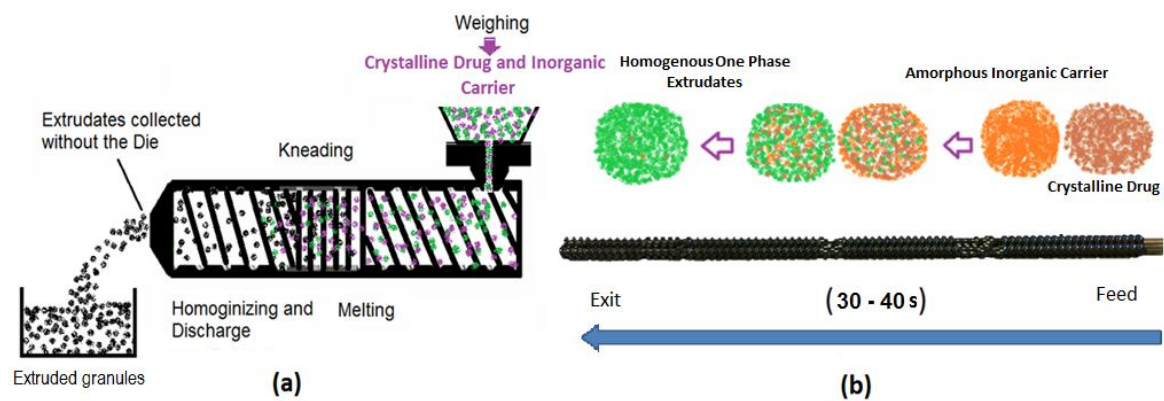 Weighing
Crystalline Drug and Inorganic
Carrier
Extrudates collected
without the Die
Kneading
Homoginizing and
Discharge
Melting
Extruded granules
(a)
Homogenous One Phase
Extrudates
Amorphous Inorganic Carrier
Crystalline Drug
Exit
(30 - 40 s)
Feed
(b)